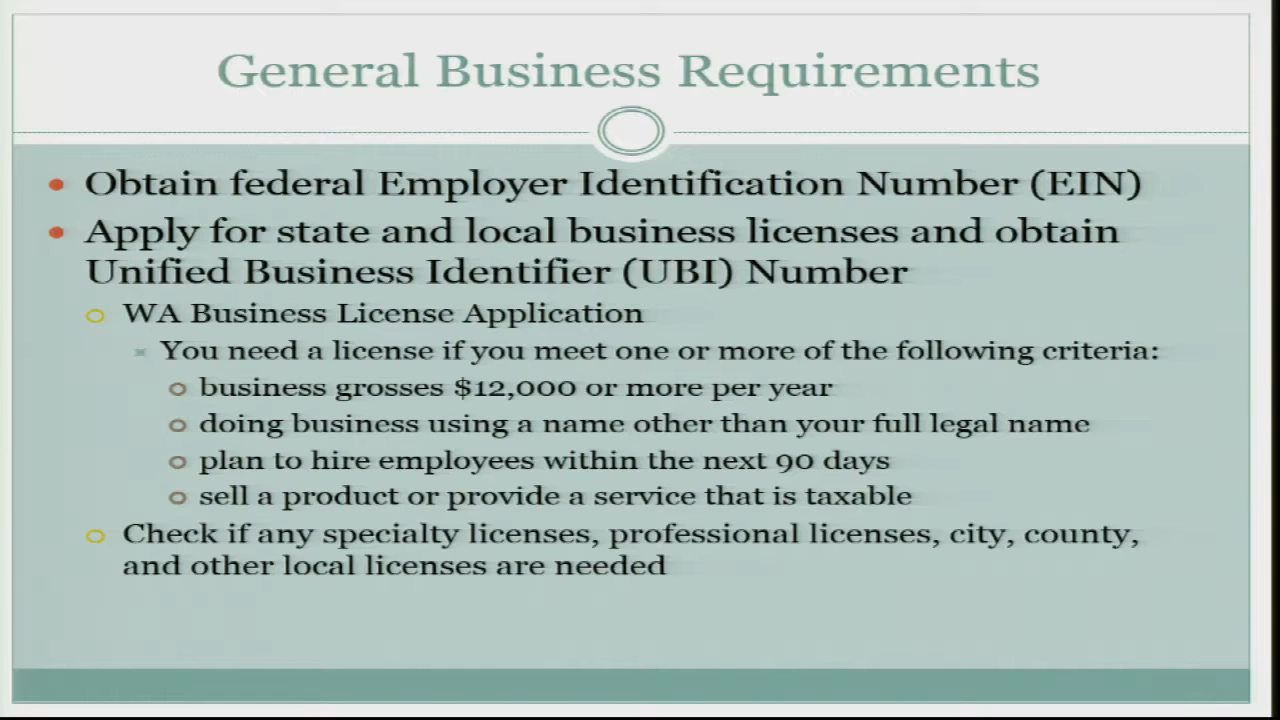 General Business Requirements
Obtain federal Employer Identification Number (EIN)
Apply for state and local business licenses and obtain
Unified Business Identifier (UBI) Number
WA Business License Application
You need a license if you meet one or more of the following criteria:
business grosses $12,000 or more per year
doing business using a name other than your full legal name
plan to hire employees within the next 90 days
sell a product or provide a service that is taxable
Check if any specialty licenses, professional licenses, city, county,
and other local licenses are needed